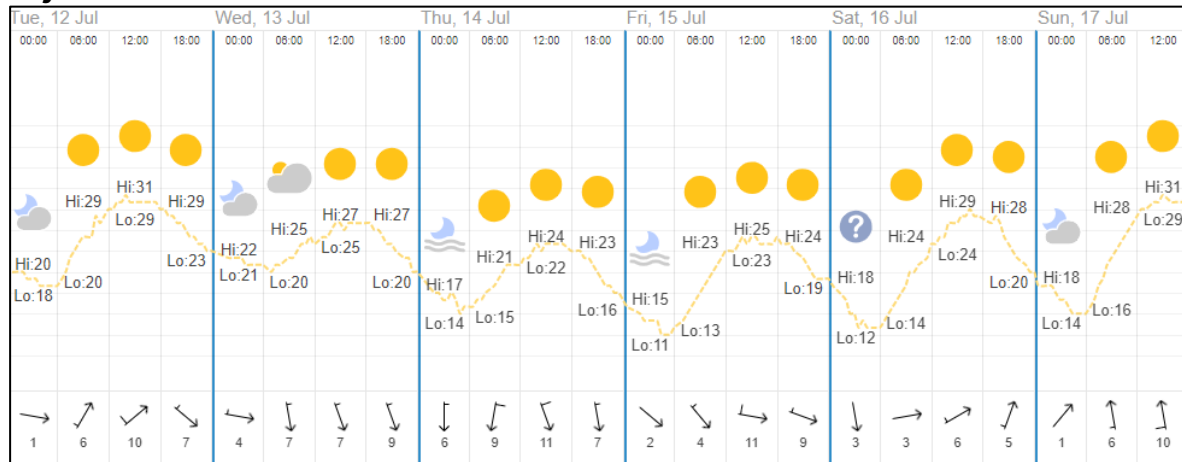 Tue, 12 Jul Wed, 13 Jul Thu, 14 Jul Fri, 15 Jul Sat, 16 Jul Sun, 17 Jul
00:00 06:00 12:00 18:00 00:00 06:00 12:00 18:00 00:00 06:00 12:00 18:00 00:00 06:00 12:00 18:00 00:00 06:00 12:00 18:00 00:00 06:00 12:00
Hi:20 Hi:29 Hi:31 Hi:29 Hi:22 Hi:25 Hi:27 Hi:27 Hi:17 Hi:21 Hi:24 Hi:23 Hi:15 Hi:23 Hi:25 Hi:24 ? Hi:18 Hi:24 Hi:29 Hi:28 Hi:18 Hi:28 Hi:31
Lo:18 Lo:20 Lo:29 Lo:23 Lo:21 Lo:20 Lo:25 Lo:20 Lo:14 Lo:15 Lo:22 Lo:16 Lo:11 Lo:13 Lo:23 Lo:19 Lo:12 Lo:14 Lo:24 Lo:20 Lo:14 Lo:16 Lo:29
1 6 10 7 4 7 7 9 6 9 11 7 2 4 11 9 3 3 6 5 1 6 10